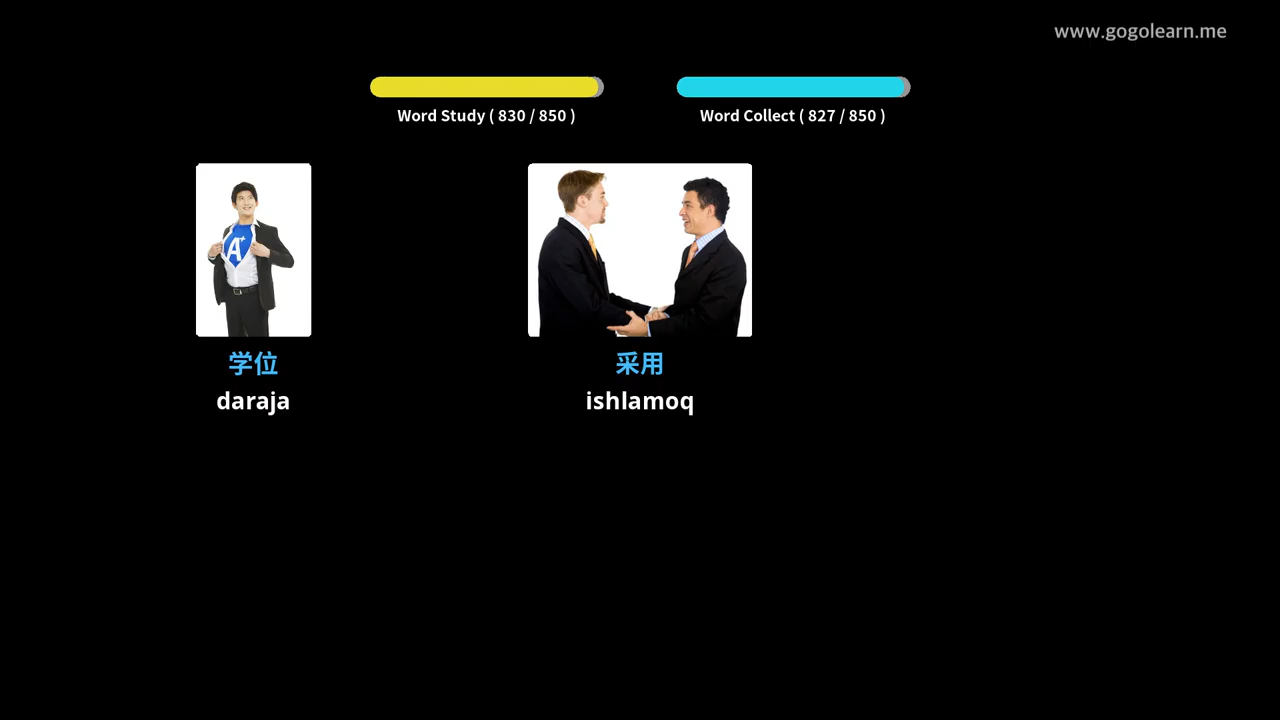 www.gogolearn.me
Word Study ( 830 / 850 )
Word Collect ( 827 / 850 )
A+
学位
daraja
采用
ishlamoq